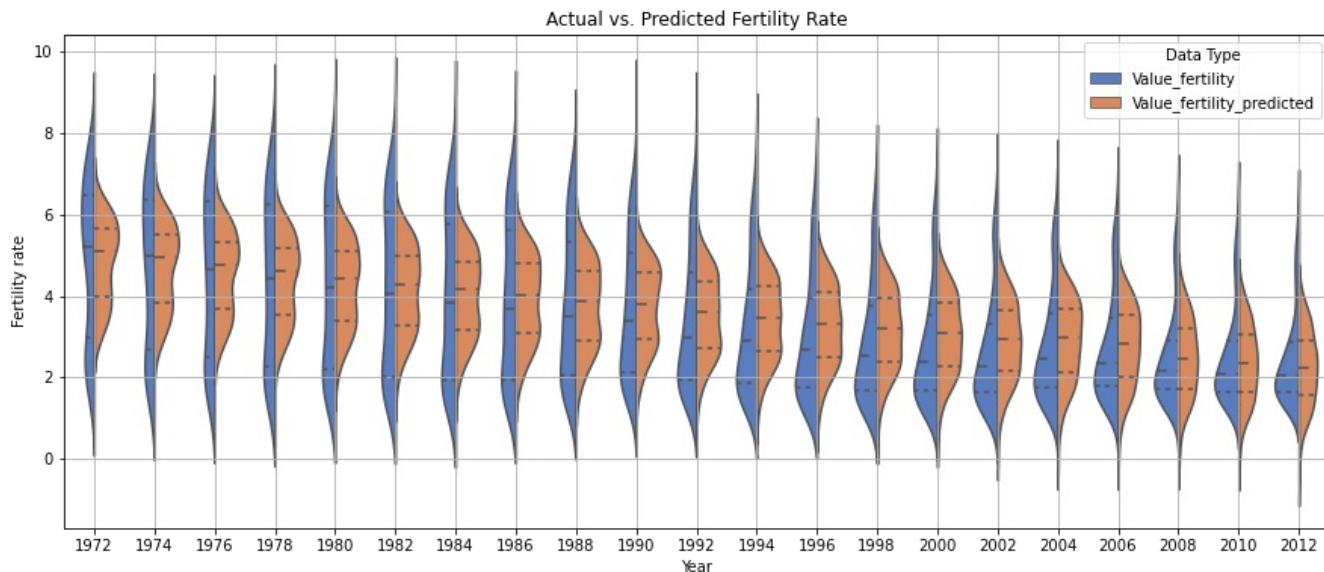 Actual vs. Predicted Fertility Rate
Data Type
Value_fertility
Value_fertility_predicted
Fertility rate
10
8
6
4
2
0
1972 1974 1976 1978 1980 1982 1984 1986 1988 1990 1992 1994 1996 1998 2000 2002 2004 2006 2008 2010 2012
Year